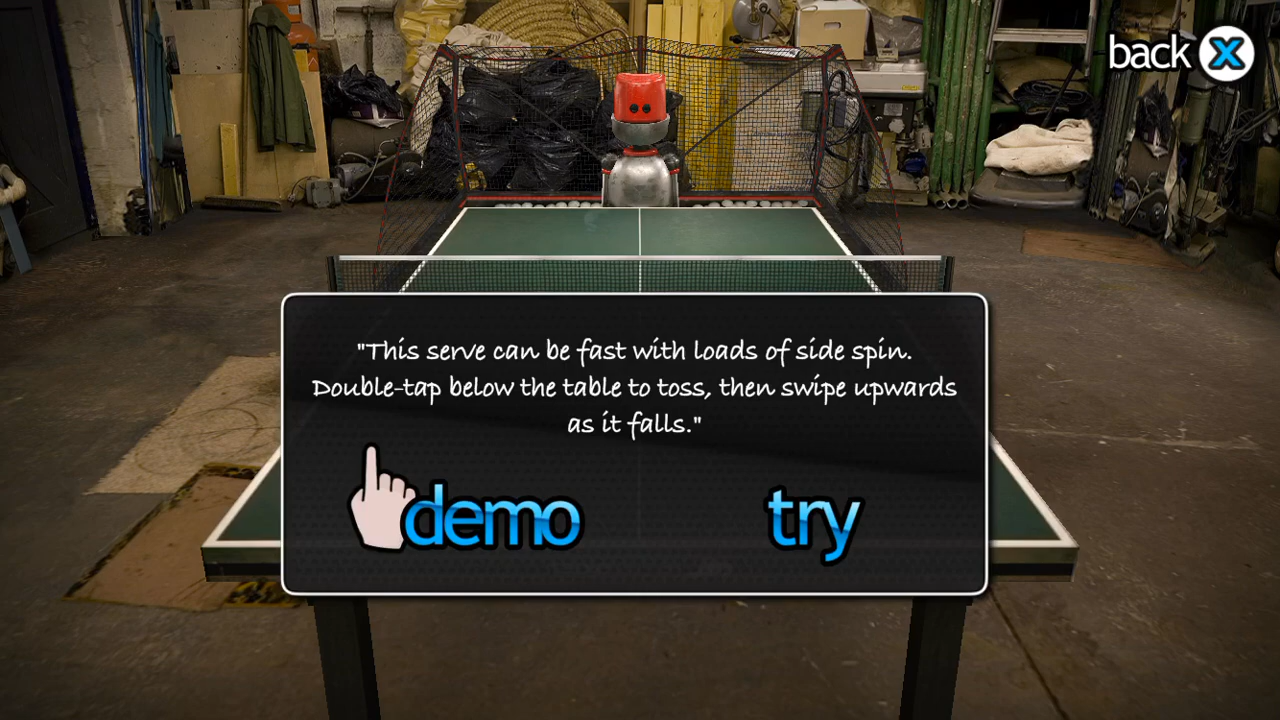 back X
"This serve can be fast with loads of side spin.
Double-tap below the table to toss, then swipe upwards
as it falls."
demo
try